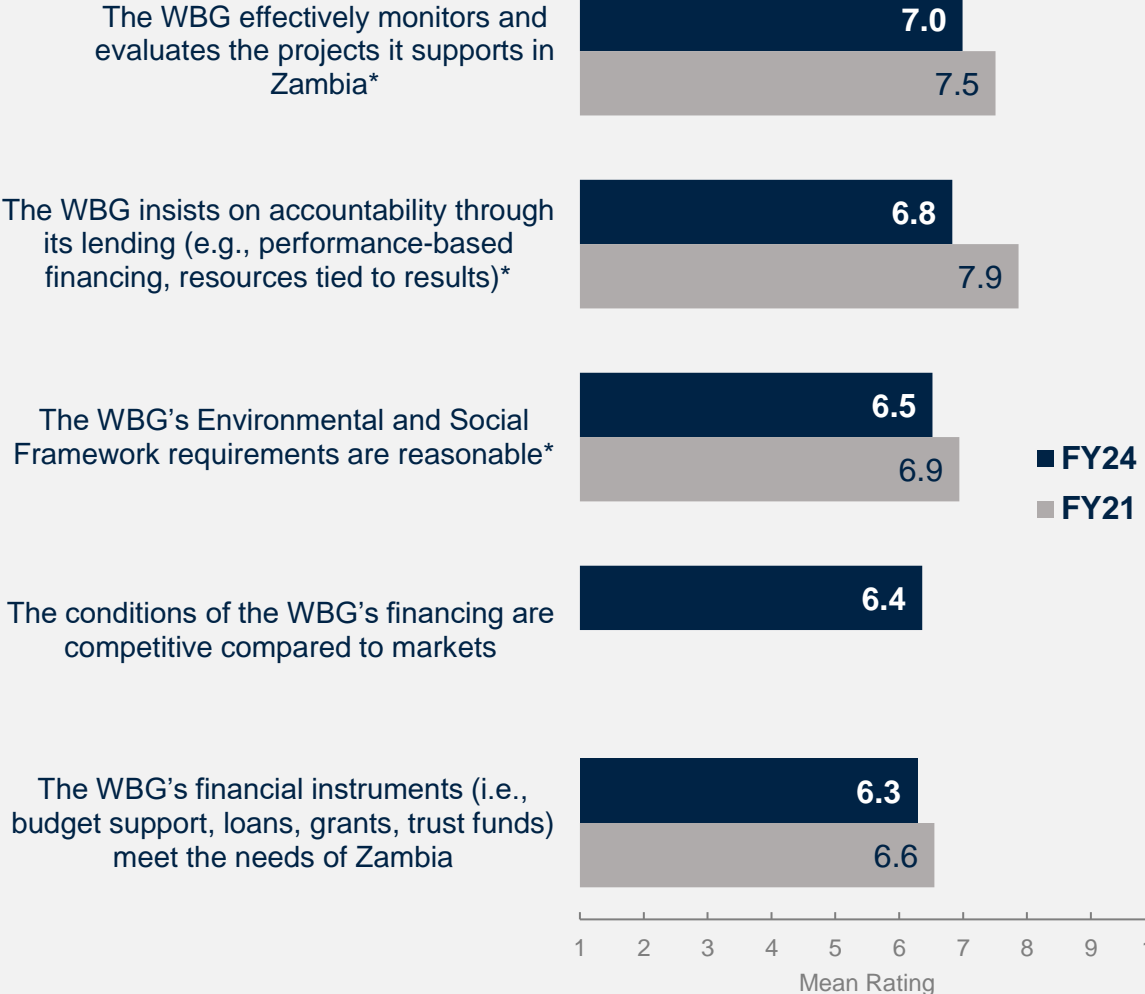 The WBG effectively monitors and
evaluates the projects it supports in
Zambia*
7.0
7.5
The WBG insists on accountability through
its lending (e.g., performance-based
financing, resources tied to results)*
6.8
7.9
The WBG’s Environmental and Social
Framework requirements are reasonable*
6.5
6.9
FY24
FY21
The conditions of the WBG’s financing are
competitive compared to markets
6.4
The WBG’s financial instruments (i.e.,
budget support, loans, grants, trust funds)
meet the needs of Zambia
6.3
6.6
1 2 3 4 5 6 7 8 9
Mean Rating